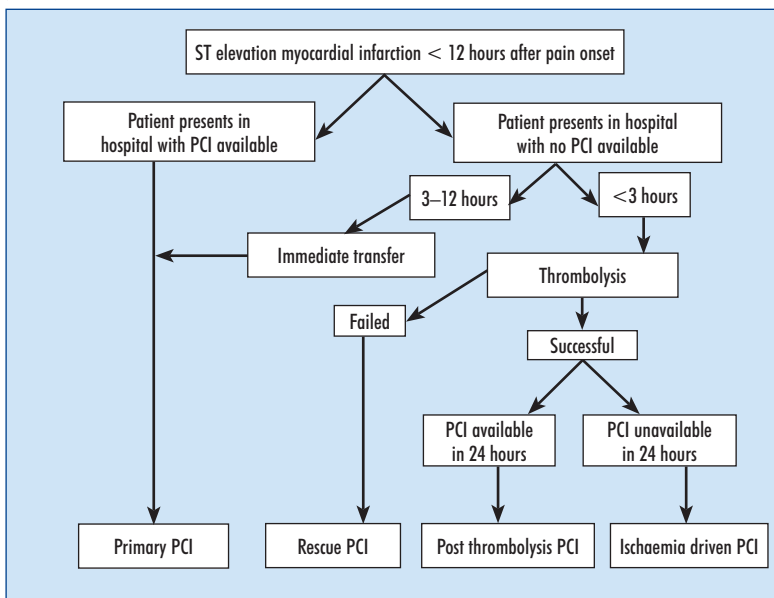 ST elevation myocardial infarction < 12 hours after pain onset
Patient presents in
hospital with PCI available
Patient presents in hospital
with no PCI available
3–12 hours
<3 hours
Immediate transfer
Thrombolysis
Failed
Successful
PCI available
in 24 hours
PCI unavailable
in 24 hours
Primary PCI
Rescue PCI
Post thrombolysis PCI
Ischaemia driven PCI